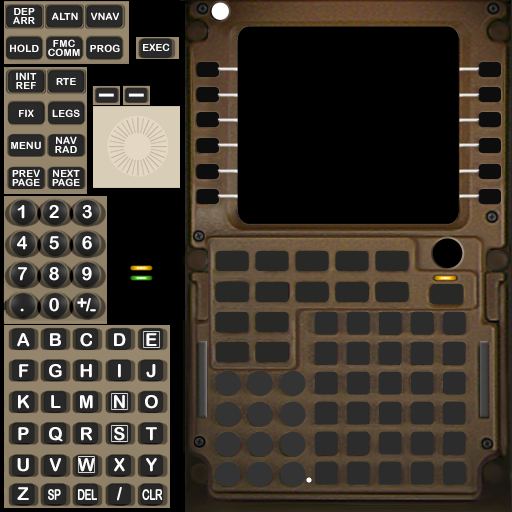 DEP ARR ALTN VNAV
HOLD FMC COMM PROG EXEC
INIT REF RTE
FIX LEGS
MENU NAV RAD
PREV PAGE NEXT PAGE
1 2 3
4 5 6
7 8 9
. 0 +/-
A B C D E
F G H I J
K L M N O
P Q R S T
U V W X Y
Z SP DEL / CLR